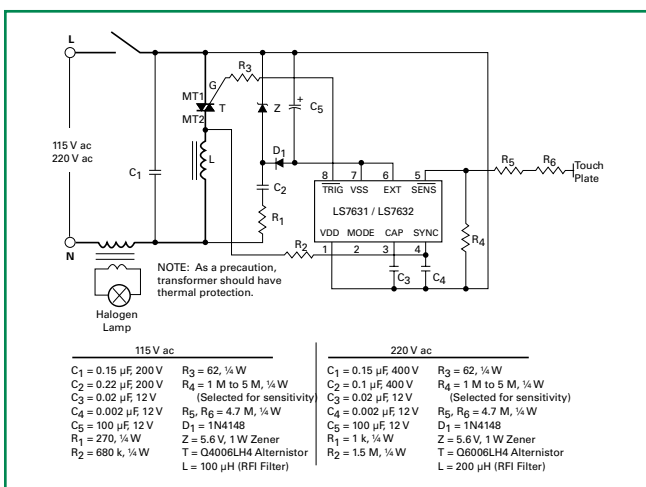 L
R3
G
MT1
T
MT2
Z
+
C5
115 V ac
220 V ac
C1
L
D1
C2
R1
8 7 6 5
TRIG VSS EXT SENS
LS7631 / LS7632
VDD MODE CAP SYNC
1 2 3 4
R5 R6
Touch
Plate
R4
R2
C3 C4
N
NOTE: As a precaution,
transformer should have
thermal protection.
Halogen
Lamp
115 V ac
C1 = 0.15 µF, 200 V
C2 = 0.22 µF, 200 V
C3 = 0.02 µF, 12 V
C4 = 0.002 µF, 12 V
C5 = 100 µF, 12 V
R1 = 270, ¼ W
R2 = 680 k, ¼ W
R3 = 62, ¼ W
R4 = 1 M to 5 M, ¼ W
(Selected for sensitivity)
R5, R6 = 4.7 M, ¼ W
D1 = 1N4148
Z = 5.6 V, 1 W Zener
T = Q4006LH4 Alternistor
L = 100 µH (RFI Filter)
220 V ac
C1 = 0.15 µF, 400 V
C2 = 0.1 µF, 400 V
C3 = 0.02 µF, 12 V
C4 = 0.002 µF, 12 V
C5 = 100 µF, 12 V
R1 = 1 k, ¼ W
R2 = 1.5 M, ¼ W
R3 = 62, ¼ W
R4 = 1 M to 5 M, ¼ W
(Selected for sensitivity)
R5, R6 = 4.7 M, ¼ W
D1 = 1N4148
Z = 5.6 V, 1 W Zener
T = Q6006LH4 Alternistor
L = 200 µH (RFI Filter)